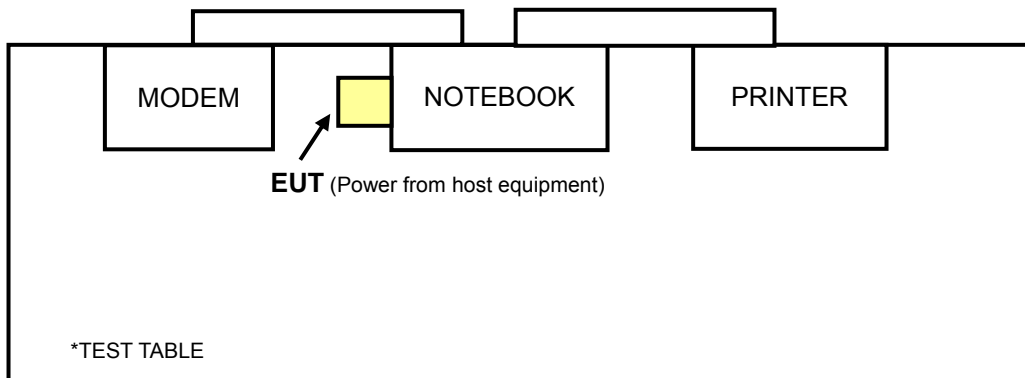 MODEM
NOTEBOOK
PRINTER
EUT (Power from host equipment)
*TEST TABLE